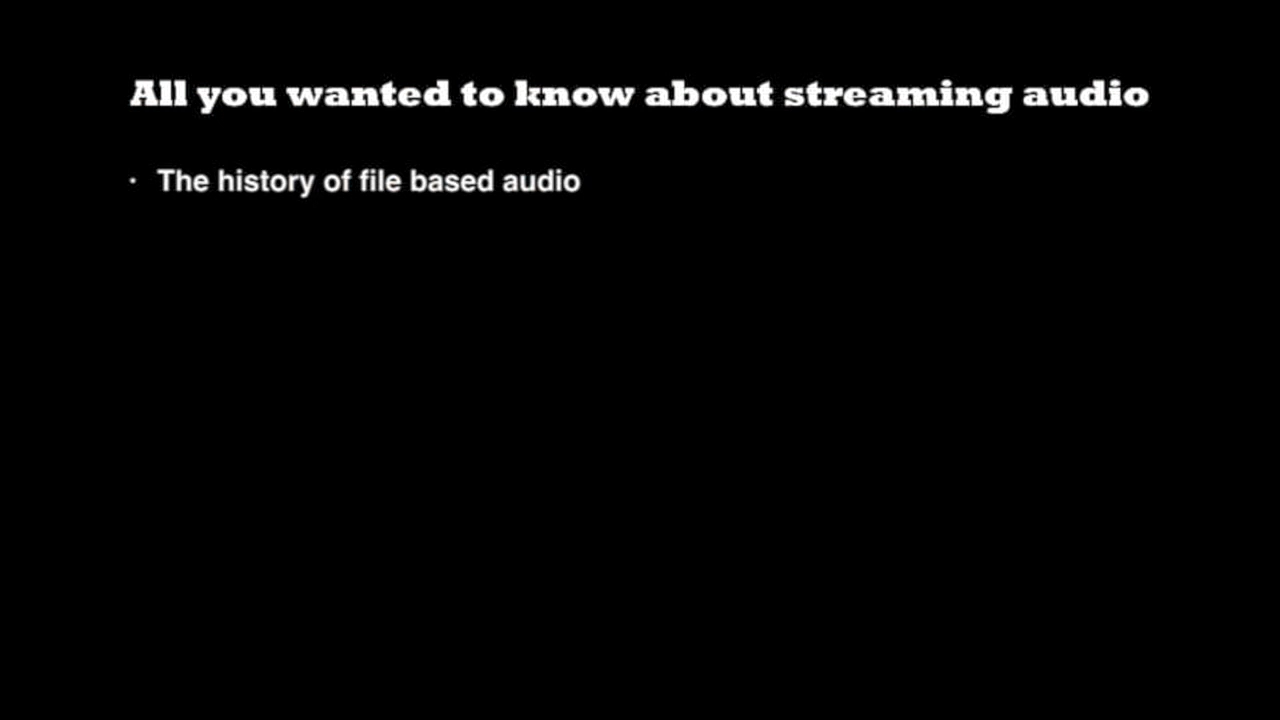 All you wanted to know about streaming audio
· The history of file based audio